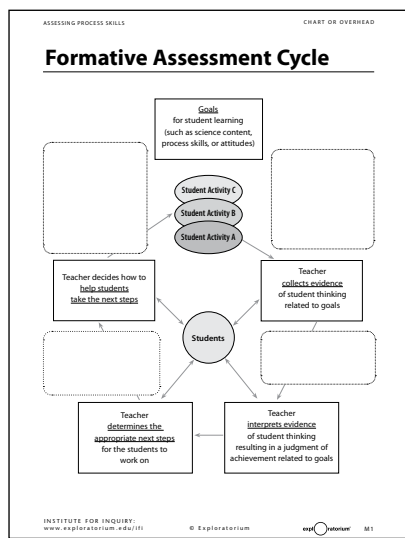 ASSESSING PROCESS SKILLS
CHART OR OVERHEAD
Formative Assessment Cycle
Goals
for student learning
(such as science content,
process skills, or attitudes)
Student Activity C
Student Activity B
Student Activity A
Teacher decides how to
help students
take the next steps
Teacher
collects evidence
of student thinking
related to goals
Students
Teacher
determines the
appropriate next steps
for the students to
work on
Teacher
interprets evidence
of student thinking
resulting in a judgment of
achievement related to goals
INSTITUTE FOR INQUIRY:
www.exploratorium.edu/ifi
© Exploratorium
expl ratorium
M1